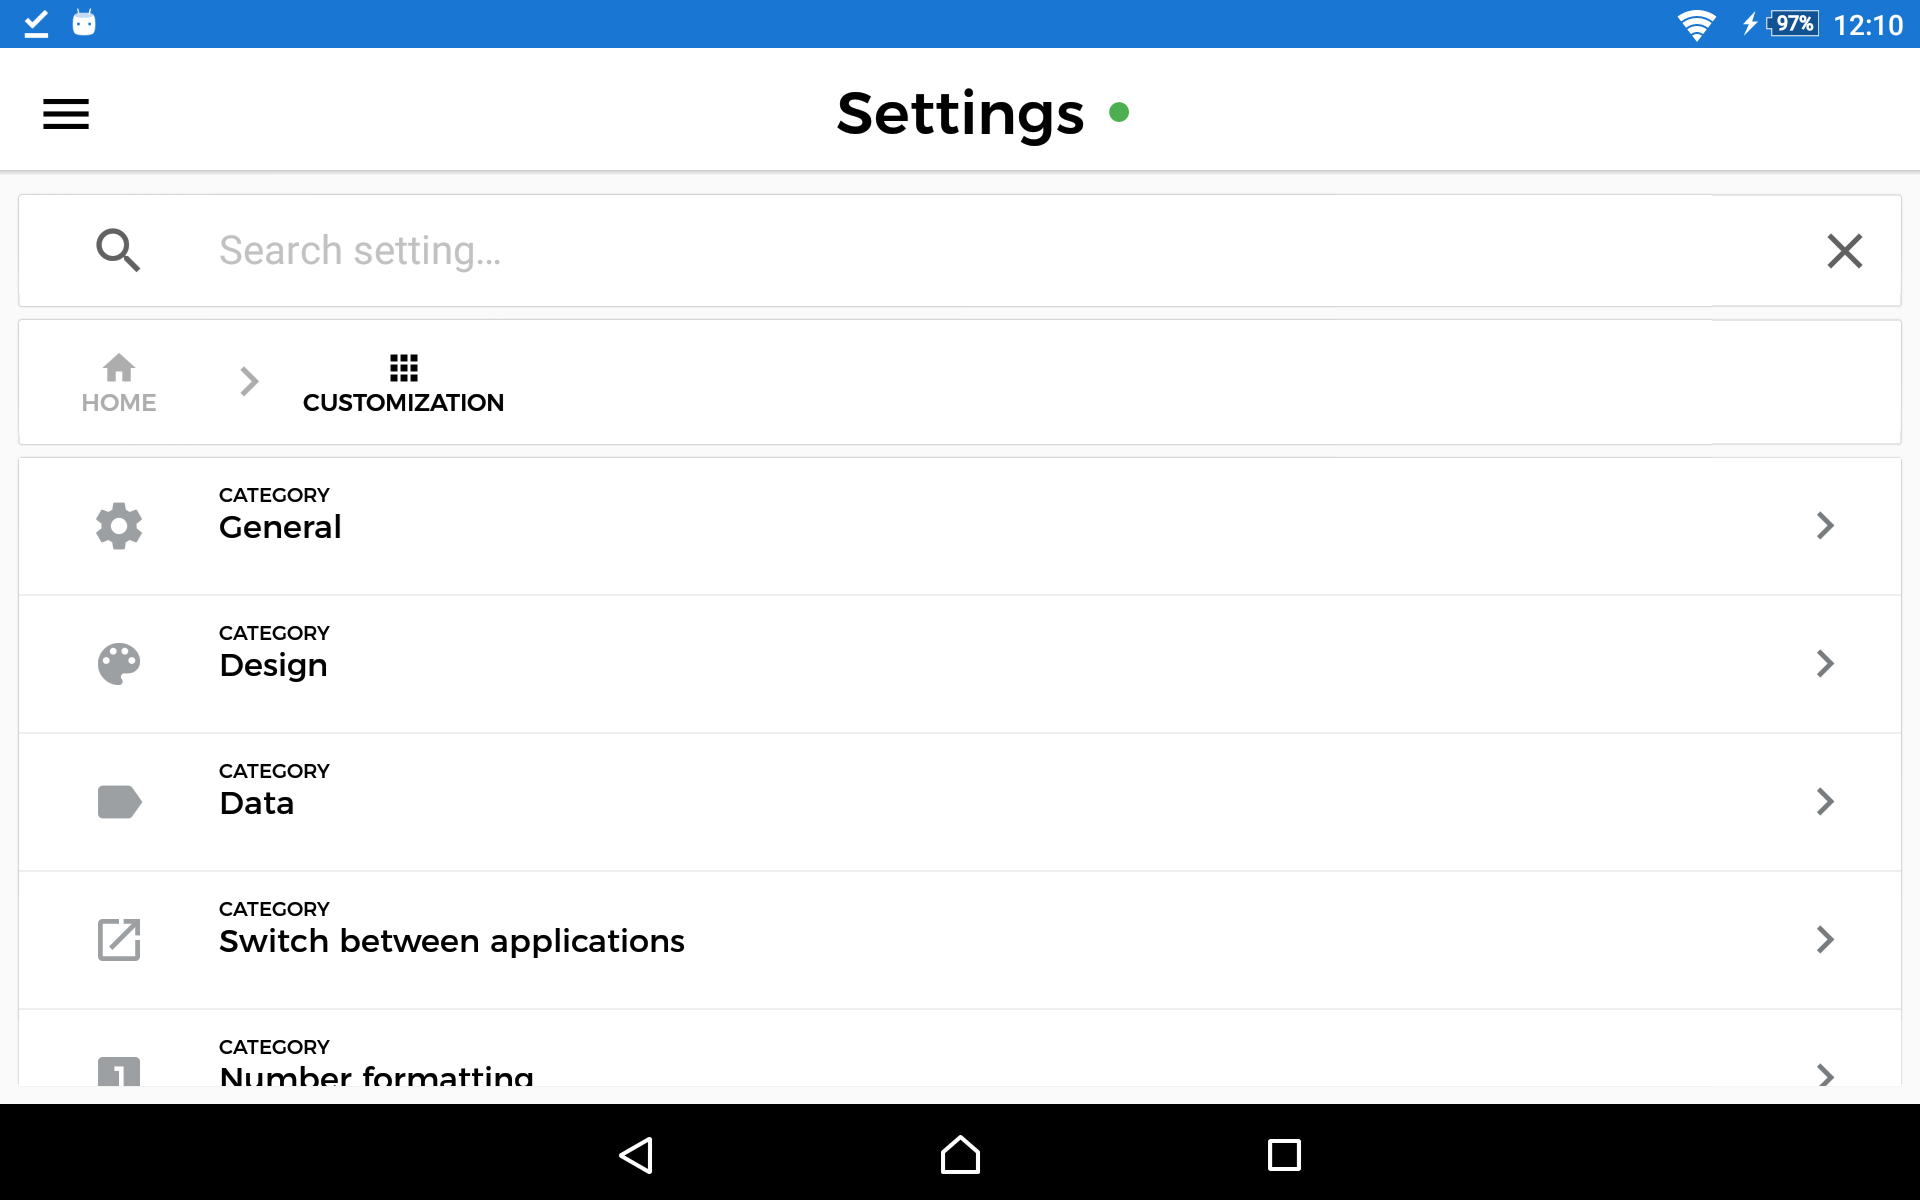 97% 12:10
Settings
Search setting...
HOME
CUSTOMIZATION
CATEGORY
General
CATEGORY
Design
CATEGORY
Data
CATEGORY
Switch between applications
CATEGORY
1
Number formatting